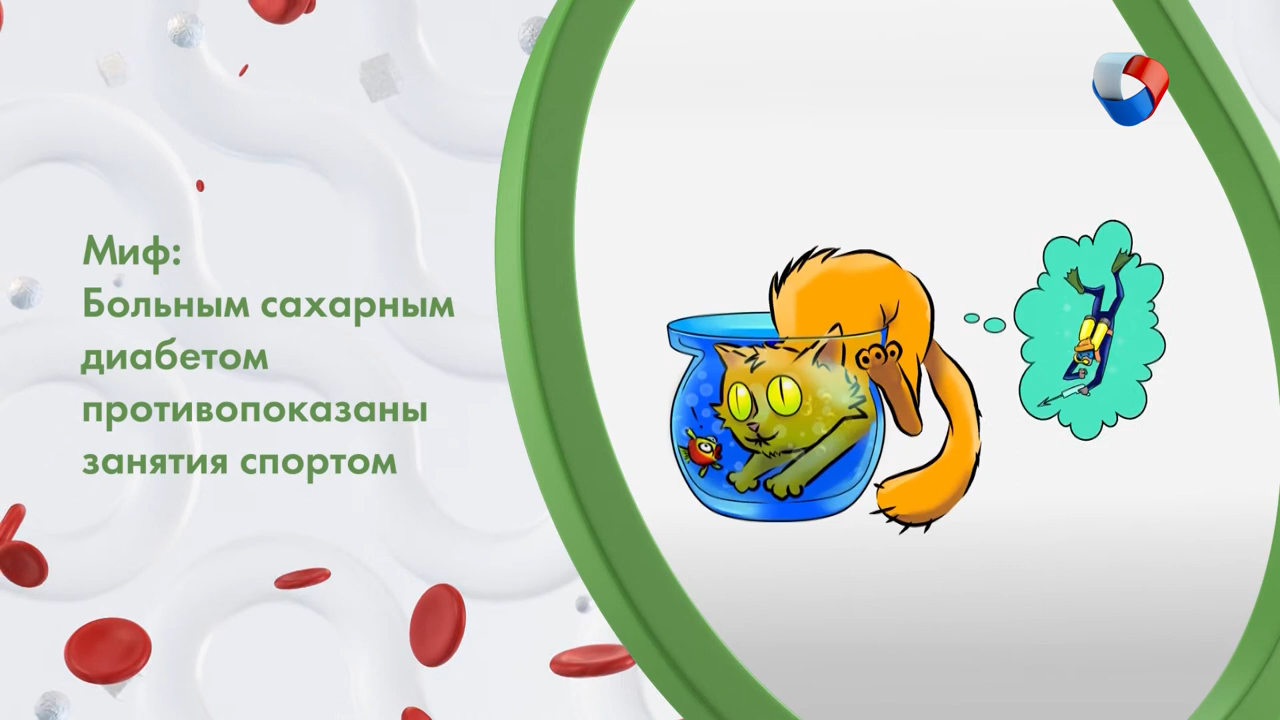 Миф:
Больным сахарным
диабетом
противопоказаны
занятия спортом